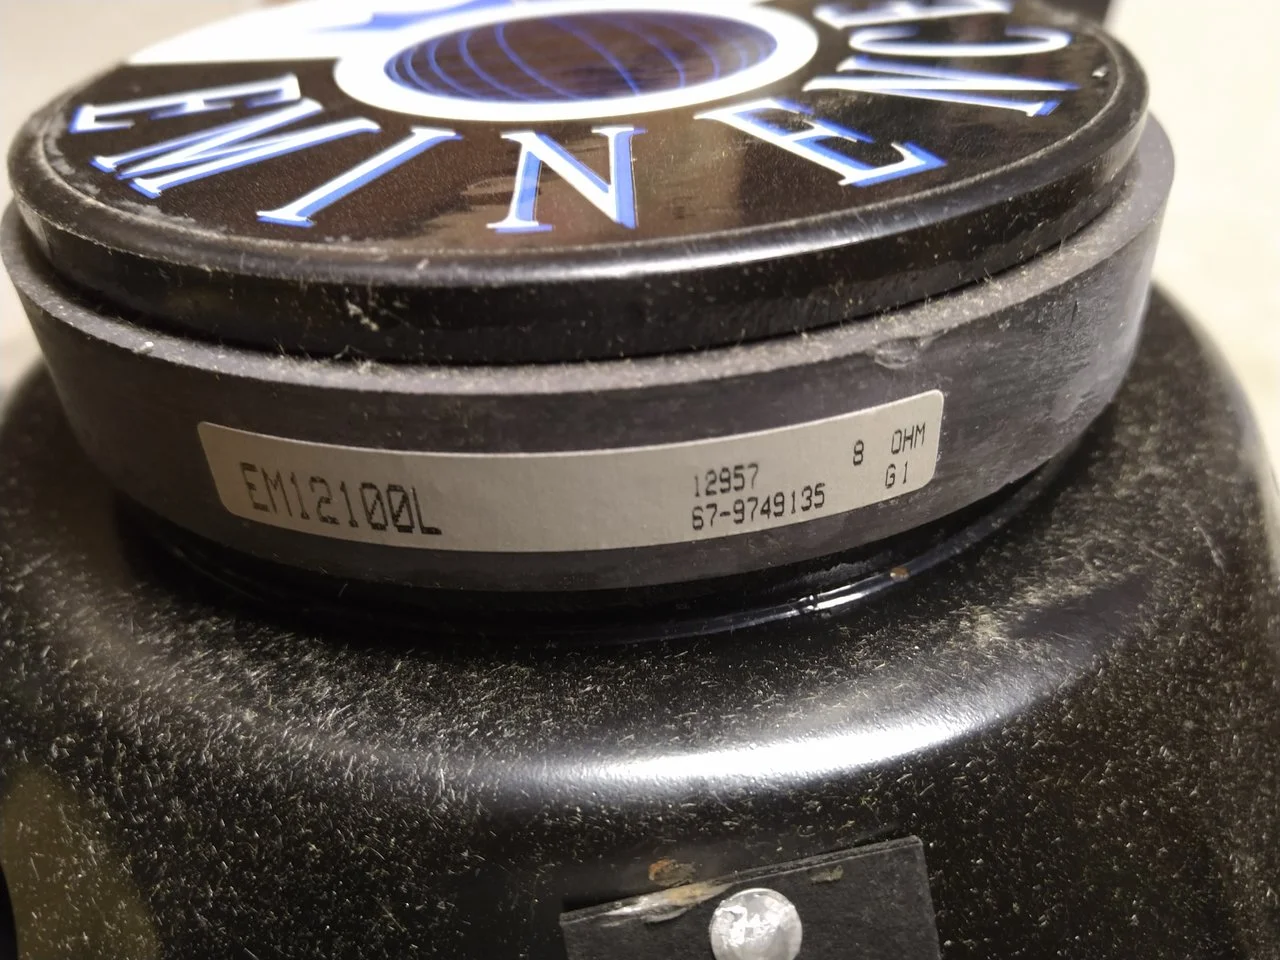 EMINENCE
EM12100L
12957
67-9749135
8 OHM
G1